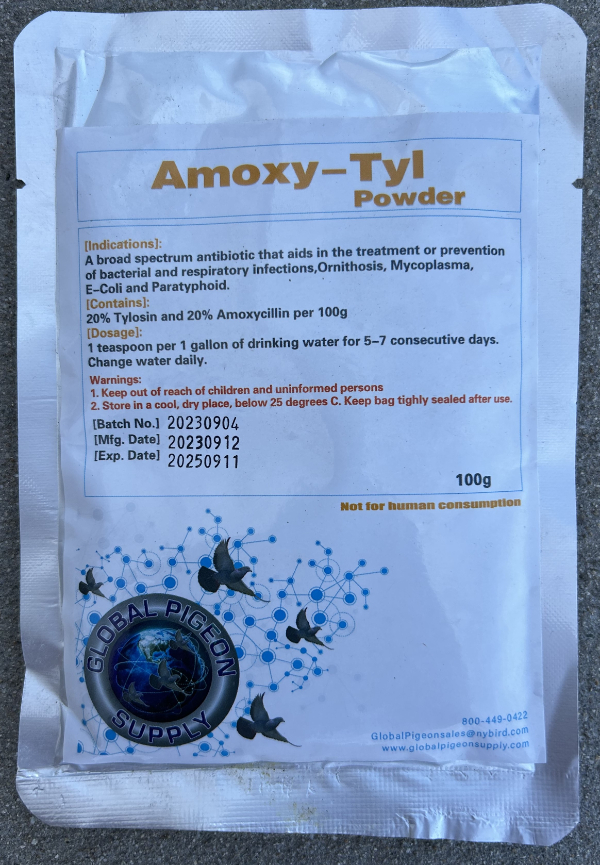 Amoxy–Tyl
Powder
[Indications]:
A broad spectrum antibiotic that aids in the treatment or prevention
of bacterial and respiratory infections,Ornithosis, Mycoplasma,
E–Coli and Paratyphoid.
[Contains]:
20% Tylosin and 20% Amoxycillin per 100g
[Dosage]:
1 teaspoon per 1 gallon of drinking water for 5–7 consecutive days.
Change water daily.
Warnings:
1. Keep out of reach of children and uninformed persons
2. Store in a cool, dry place, below 25 degrees C. Keep bag tighly sealed after use.
[Batch No.] 20230904
[Mfg. Date] 20230912
[Exp. Date] 20250911
100g
Not for human consumption
GLOBAL PIGEON
SUPPLY
800-449-0422
GlobalPigeonsales@nybird.com
www.globalpigeonsupply.com